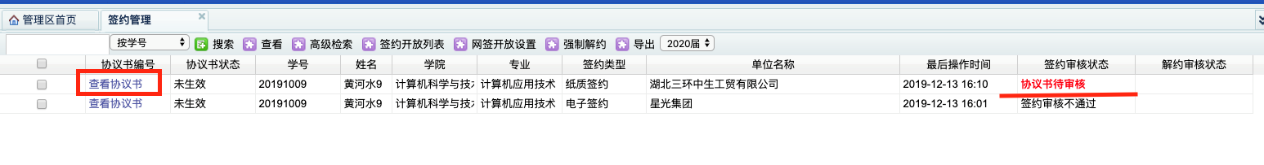 管理区首页 签约管理
按学号 搜索 查看 高级检索 签约开放列表 网签开放设置 强制解约 导出 2020届
协议书编号 协议书状态 学号 姓名 学院 专业 签约类型 单位名称 最后操作时间 签约审核状态 解约审核状态
查看协议书 未生效 20191009 黄河水9 计算机科学与技 计算机应用技术 纸质签约 湖北三环中生工贸有限公司 2019-12-13 16:10 协议书待审核
查看协议书 未生效 20191009 黄河水9 计算机科学与技 计算机应用技术 电子签约 星光集团 2019-12-13 16:01 签约审核不通过